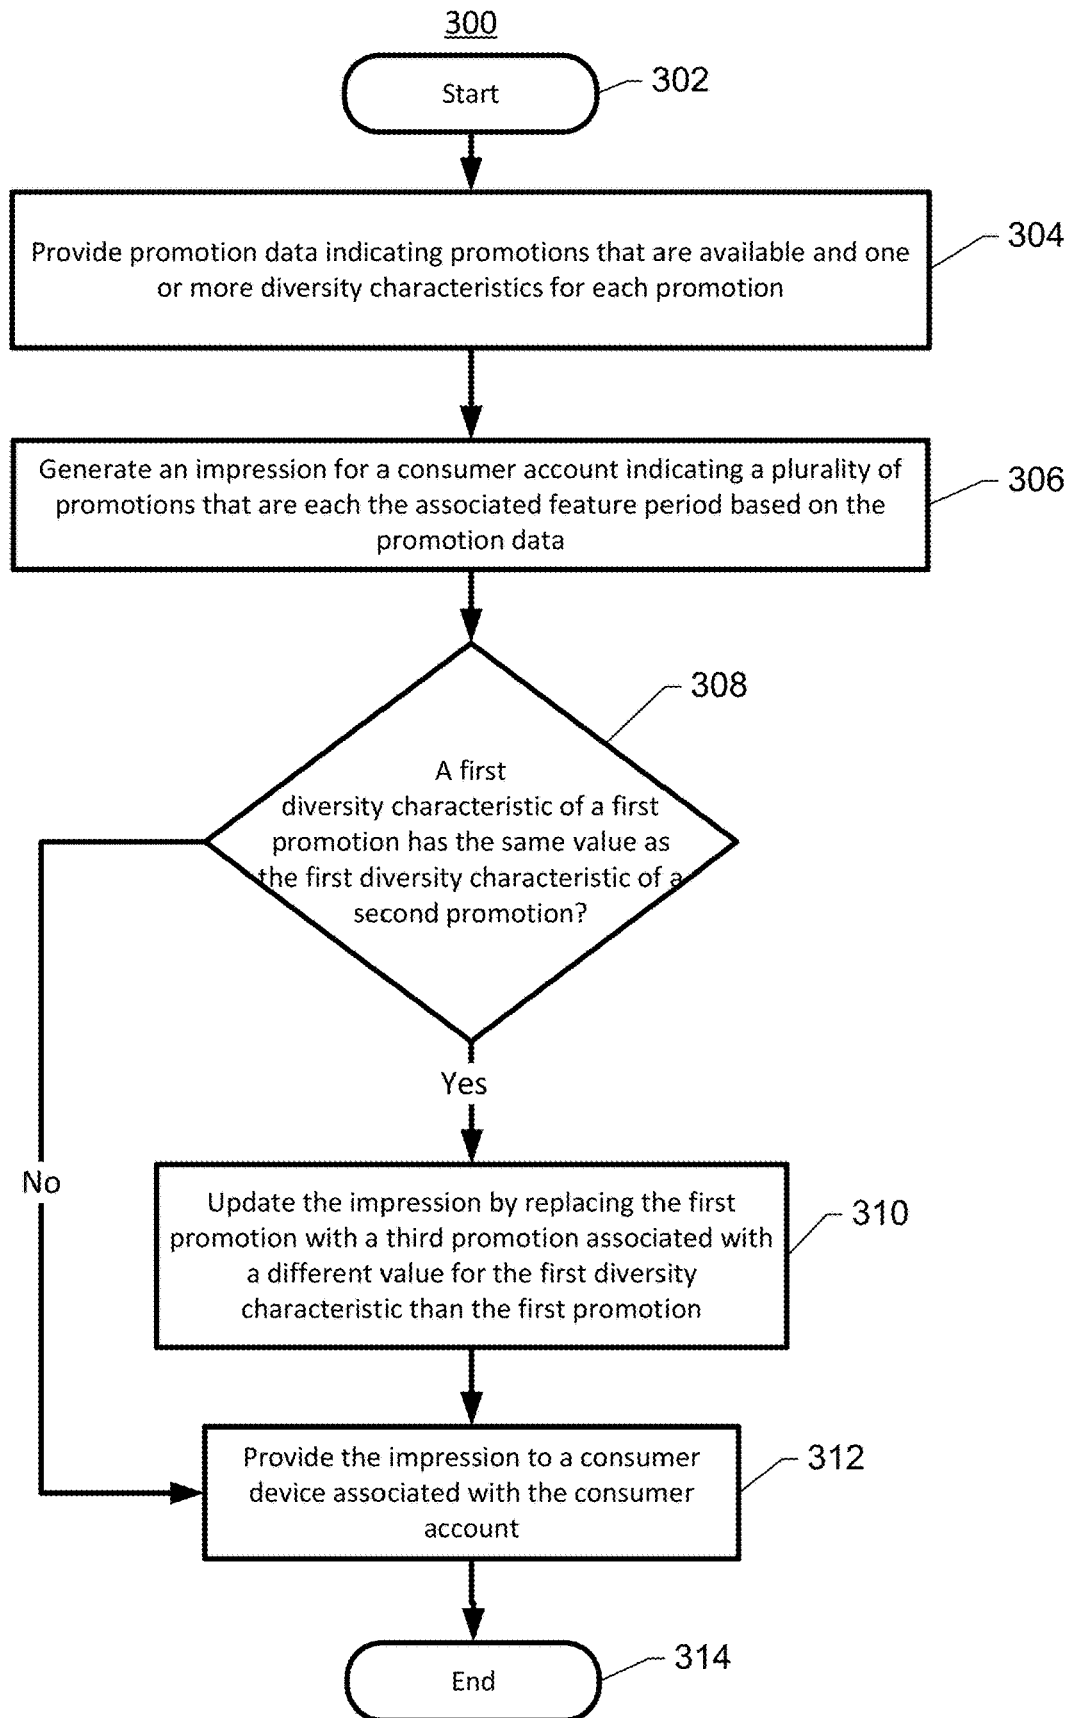 300
Start
302
Provide promotion data indicating promotions that are available and one
or more diversity characteristics for each promotion
304
Generate an impression for a consumer account indicating a plurality of
promotions that are each the associated feature period based on the
promotion data
306
308
A first
diversity characteristic of a first
promotion has the same value as
the first diversity characteristic of a
second promotion?
Yes
No
Update the impression by replacing the first
promotion with a third promotion associated with
a different value for the first diversity
characteristic than the first promotion
310
Provide the impression to a consumer
device associated with the consumer
account
312
End
314